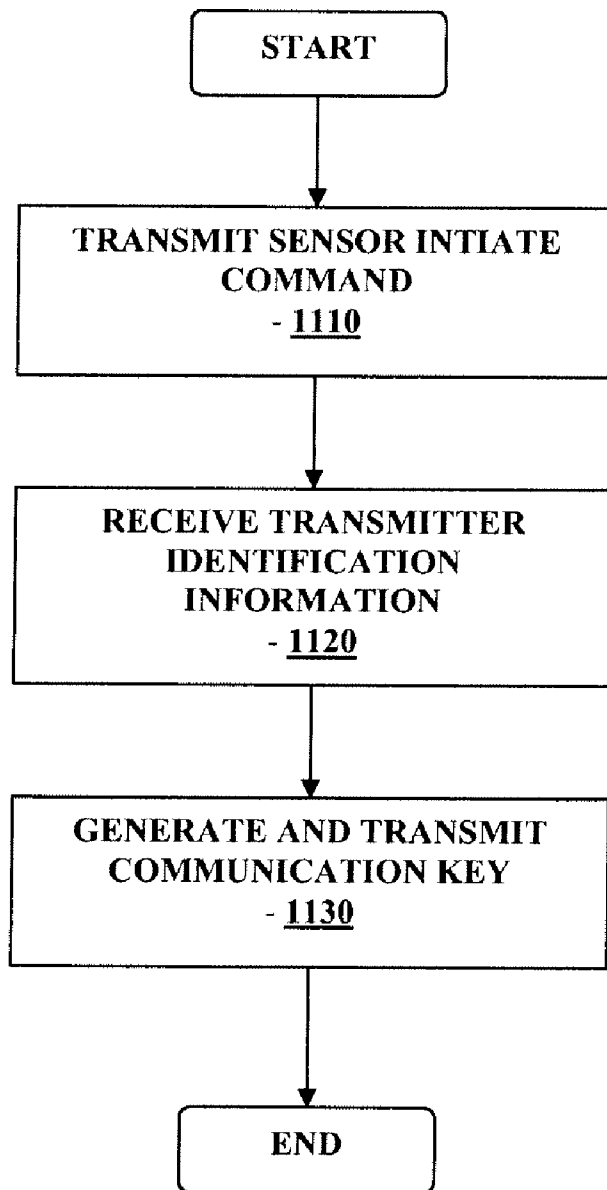 START
TRANSMIT SENSOR INTIATE
COMMAND
- 1110
RECEIVE TRANSMITTER
IDENTIFICATION
INFORMATION
- 1120
GENERATE AND TRANSMIT
COMMUNICATION KEY
- 1130
END